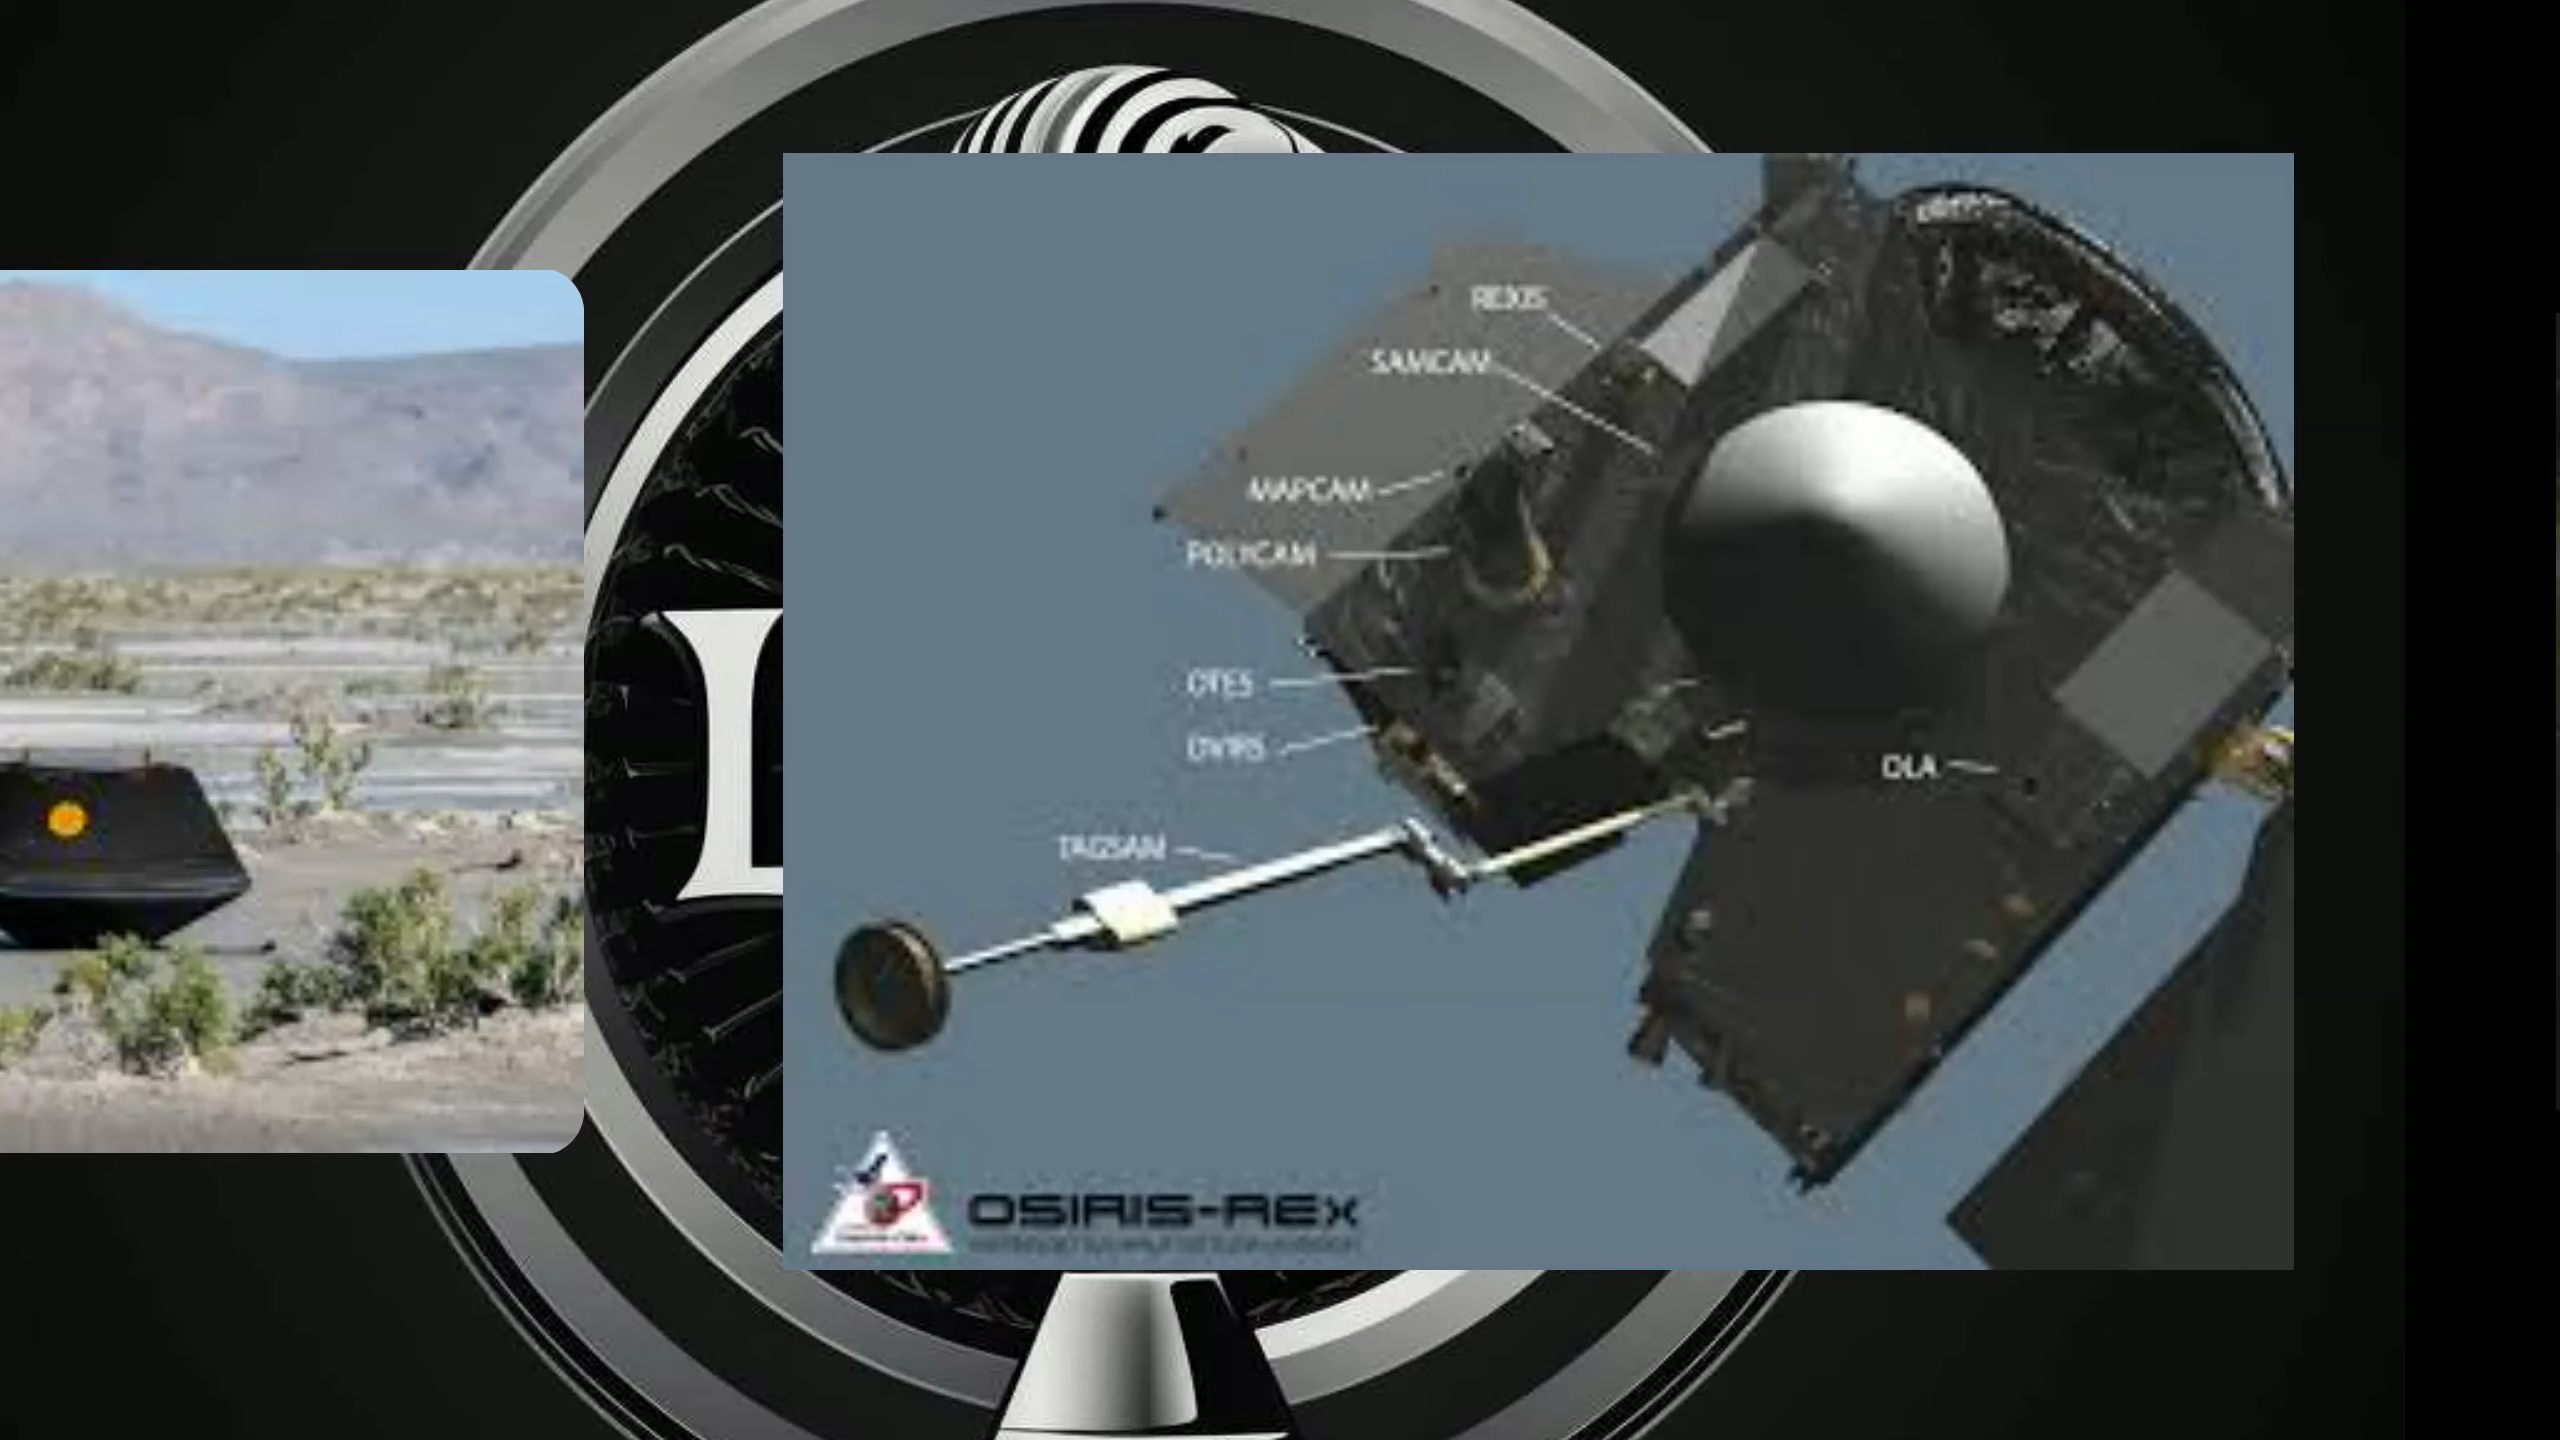 REXIS
SAMCAM
MAPCAM
POLYCAM
OTES
OVIRS
OLA
TAGSAM
L
OSIRIS-REx